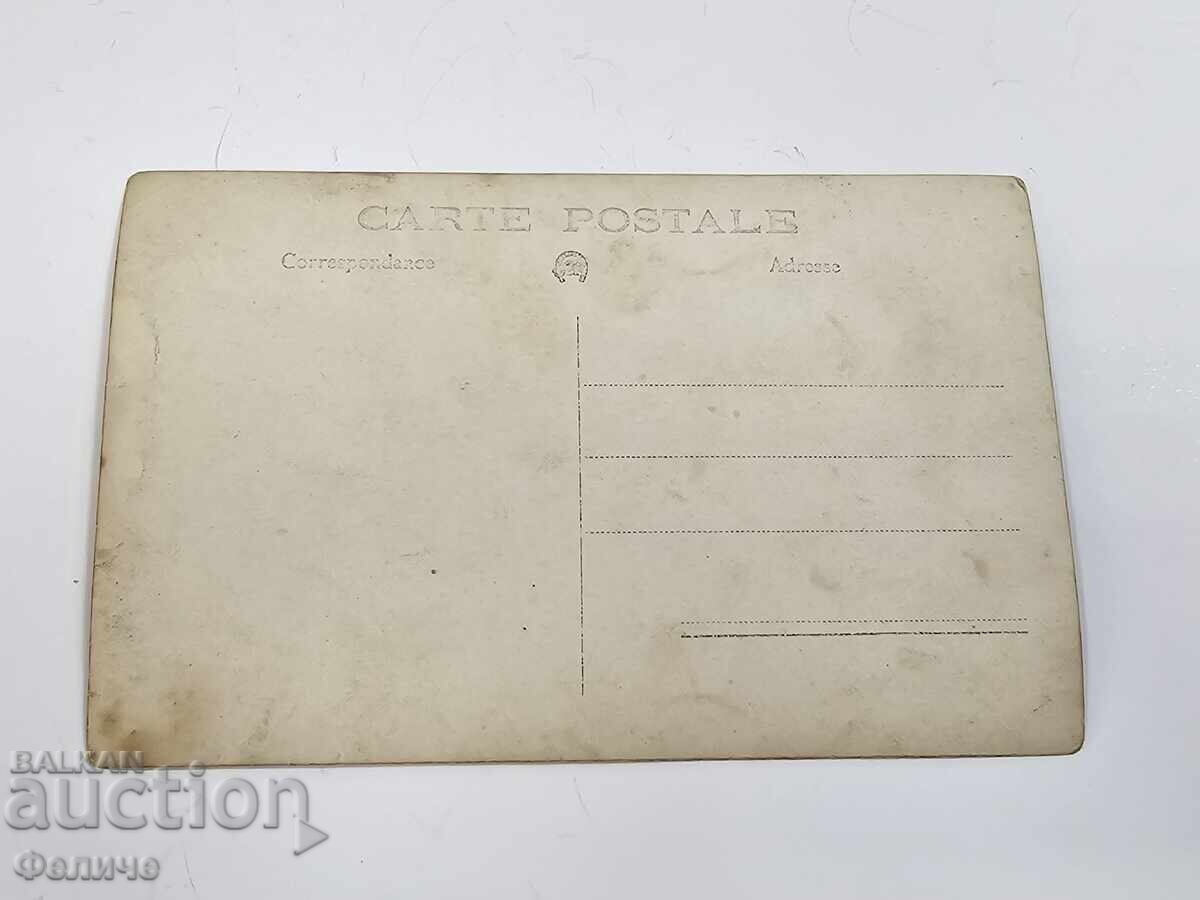 CARTE POSTALE
Correspondance
Adresse
BALKAN
auction
Феличе